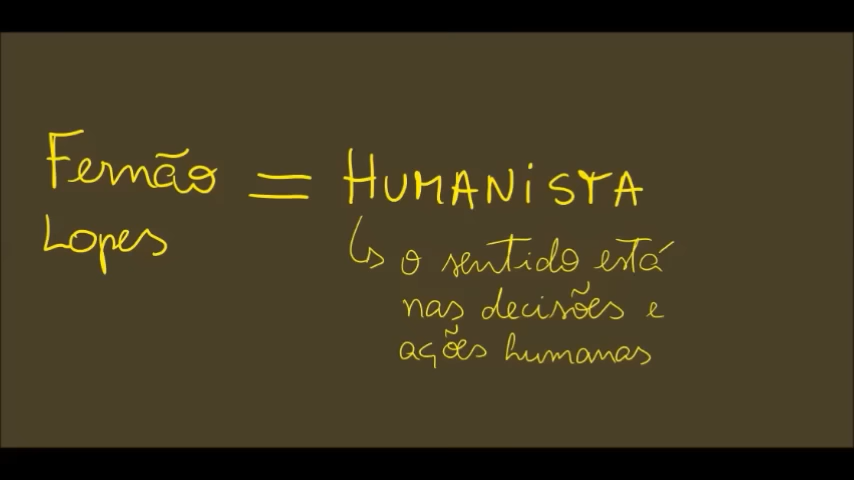 Fernão Lopes = HUMANiSTA
↳ o sentido está
nas decisões e
ações humanas